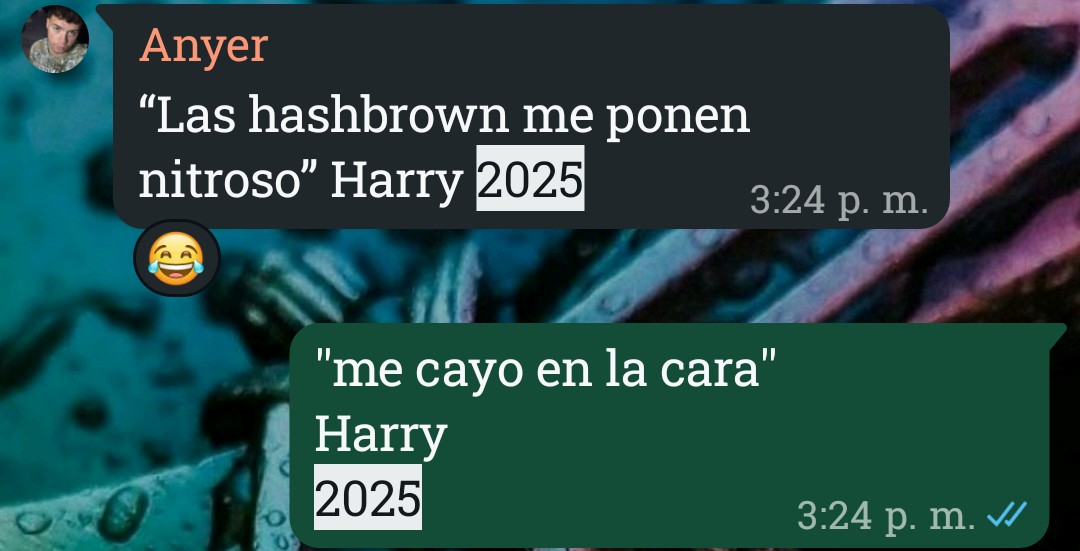 Anyer
“Las hashbrown me ponen
nitroso” Harry 2025
3:24 p. m.
😂
"me cayo en la cara"
Harry
2025
3:24 p. m.